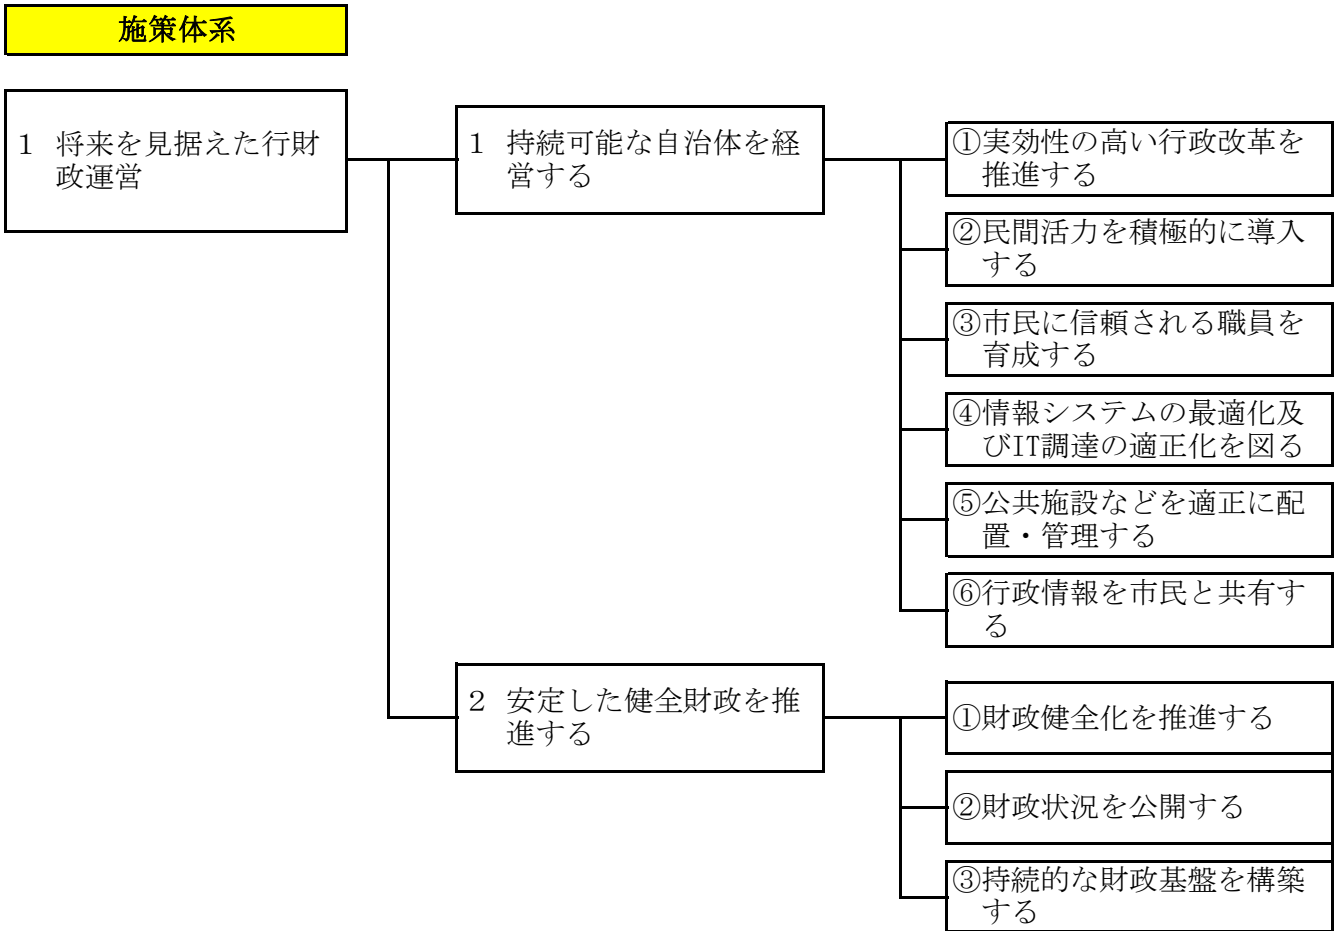 施策体系
１ 将来を見据えた行財
政運営
１ 持続可能な自治体を経
営する
①実効性の高い行政改革を
推進する
②民間活力を積極的に導入
する
③市民に信頼される職員を
育成する
④情報システムの最適化及
びIT調達の適正化を図る
⑤公共施設などを適正に配
置・管理する
⑥行政情報を市民と共有す
る
２ 安定した健全財政を推
進する
①財政健全化を推進する
②財政状況を公開する
③持続的な財政基盤を構築
する